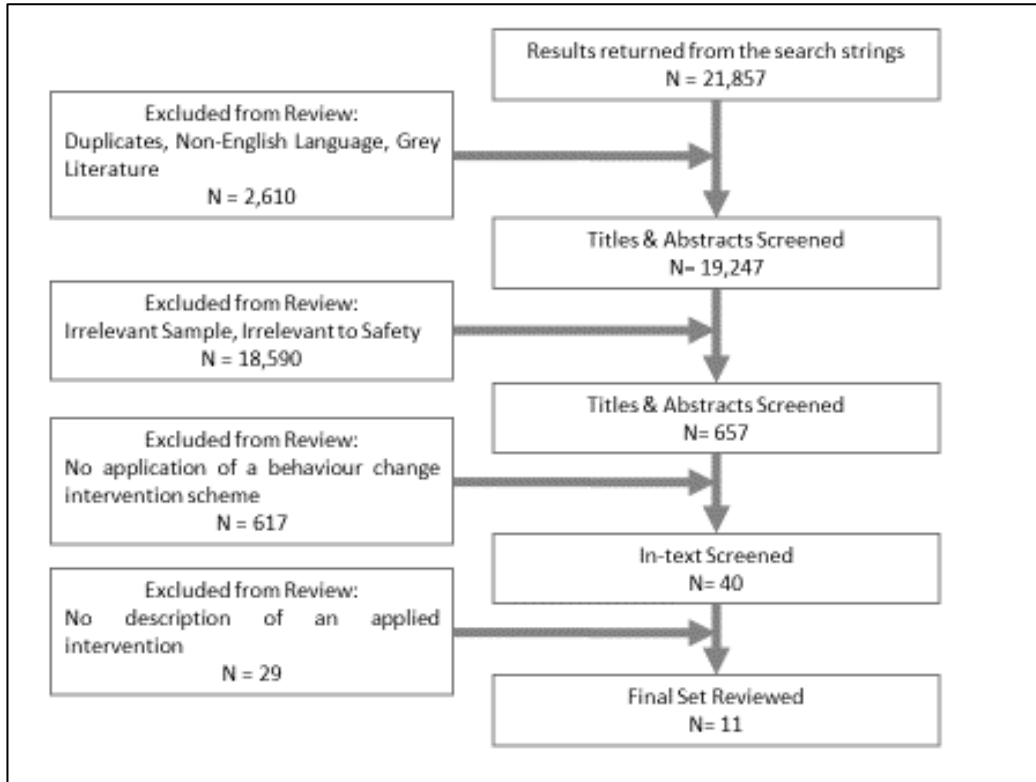 Results returned from the search strings
N = 21,857
Excluded from Review:
Duplicates, Non-English Language, Grey
Literature
N = 2,610
Titles & Abstracts Screened
N= 19,247
Excluded from Review:
Irrelevant Sample, Irrelevant to Safety
N = 18,590
Titles & Abstracts Screened
N= 657
Excluded from Review:
No application of a behaviour change
intervention scheme
N = 617
In-text Screened
N= 40
Excluded from Review:
No description of an applied
intervention
N = 29
Final Set Reviewed
N= 11